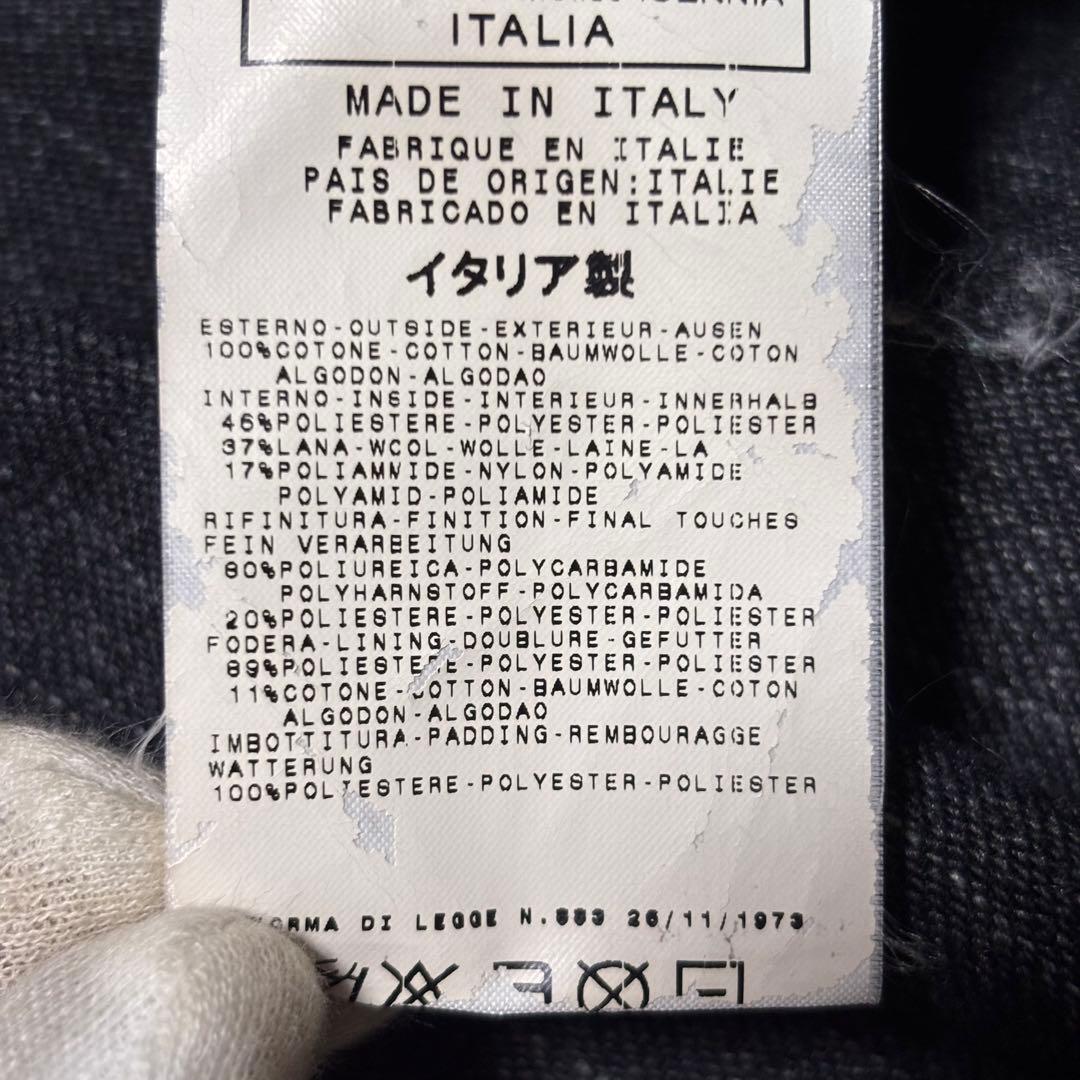 ITALIA
MADE IN ITALY
FABRIQUE EN ITALIE
PAIS DE ORIGEN:ITALIE
FABRICADO EN ITALIA
イタリア製
ESTERNO-OUTSIDE-EXTERIEUR-AUSEN
100%COTONE-COTTON-BAUMWOLLE-COTON
ALGODON-ALGODAO
INTERNO-INSIDE-INTERIEUR-INNERHALB
46%POLIESTERE-POLYESTER-POLIESTER
37%LANA-WOOL-WOLLE-LAINE-LA
17%POLIAMMIDE-NYLON-POLYAMIDE
POLYAMID-POLIAMIDE
RIFINITURA-FINITION-FINAL TOUCHES
FEIN VERARBEITUNG
80%POLIUREICA-POLYCARBAMIDE
POLYHARNSTOFF-POLYCARBAMIDA
20%POLIESTERE-POLYESTER-POLIESTER
FODERA-LINING-DOUBLURE-GEFUTTER
89%POLIESTERE-POLYESTER-POLIESTER
11%COTONE-COTTON-BAUMWOLLE-COTON
ALGODON-ALGODAO
IMBOTTITURA-PADDING-REMBOURAGGE
WATTERUNG
100%POLIESTERE-POLYESTER-POLIESTER
DI LEGGE N.883 26/11/1973